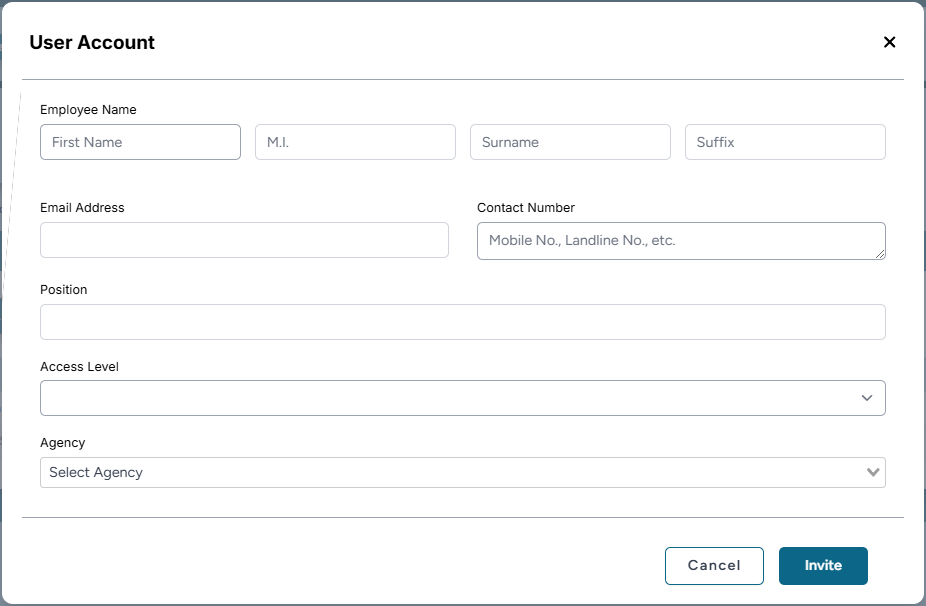 User Account
Employee Name
First Name M.I. Surname Suffix
Email Address Contact Number
Mobile No., Landline No., etc.
Position
Access Level
Agency
Select Agency
Cancel Invite